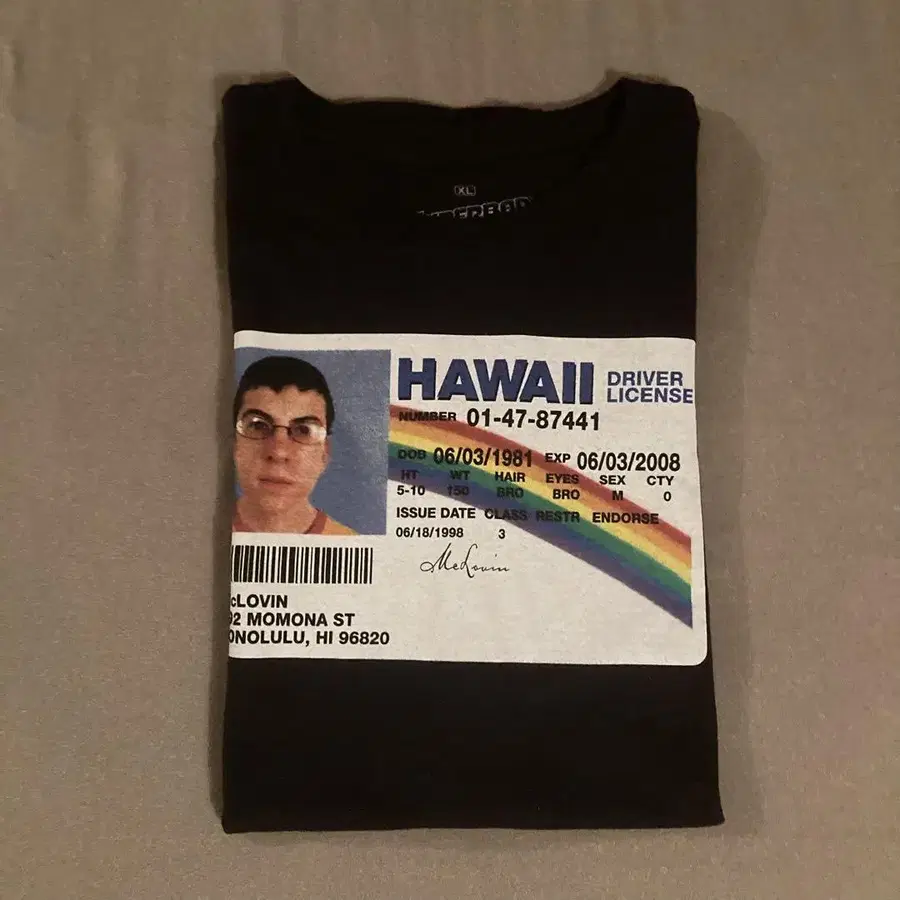 XL
HAWAII DRIVER
LICENSE
NUMBER 01-47-87441
DOB 06/03/1981 EXP 06/03/2008
HT WT HAIR EYES SEX CTY
5-10 150 BRO BRO M 0
ISSUE DATE CLASS RESTR ENDORSE
06/18/1998 3
McLovin
cLOVIN
92 MOMONA ST
ONOLULU, HI 96820